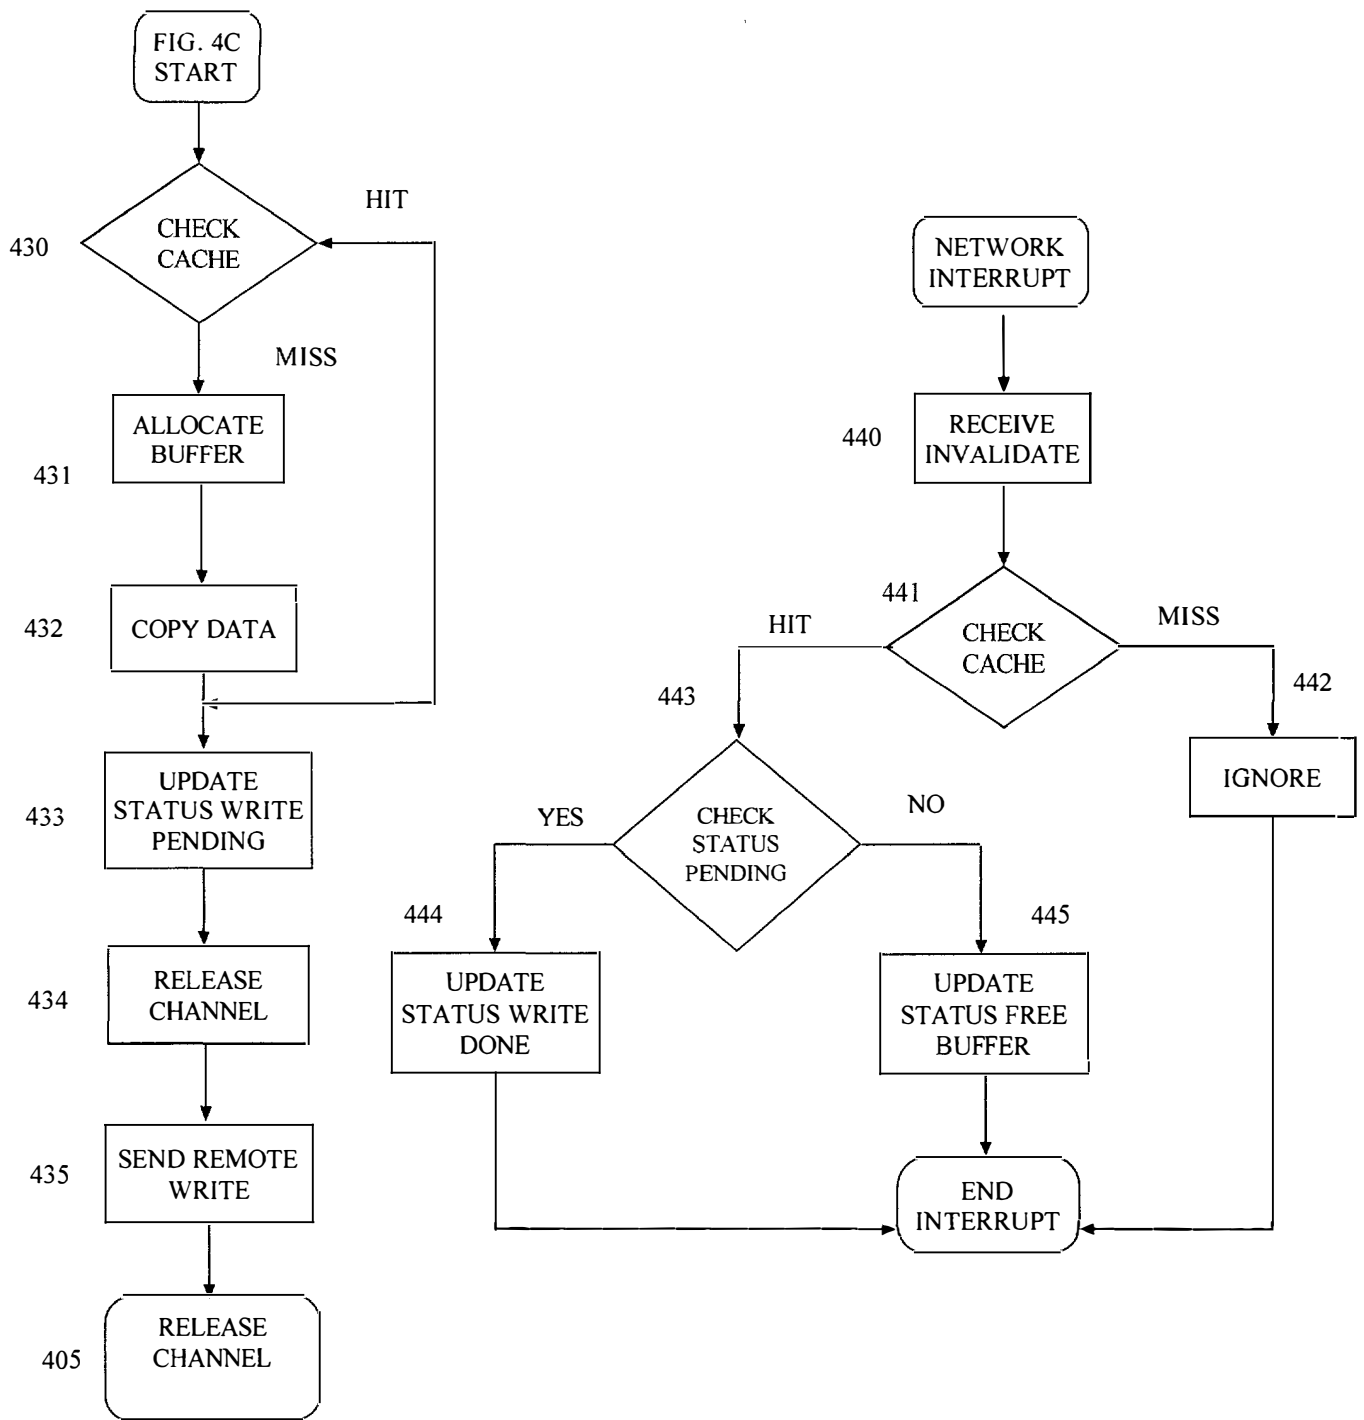 FIG. 4C
START
HIT
430
CHECK
CACHE
MISS
431
ALLOCATE
BUFFER
432
COPY DATA
433
UPDATE
STATUS WRITE
PENDING
434
RELEASE
CHANNEL
435
SEND REMOTE
WRITE
405
RELEASE
CHANNEL
NETWORK
INTERRUPT
440
RECEIVE
INVALIDATE
441
CHECK
CACHE
HIT
MISS
443
442
IGNORE
CHECK
STATUS
PENDING
YES
NO
444
UPDATE
STATUS WRITE
DONE
445
UPDATE
STATUS FREE
BUFFER
END
INTERRUPT